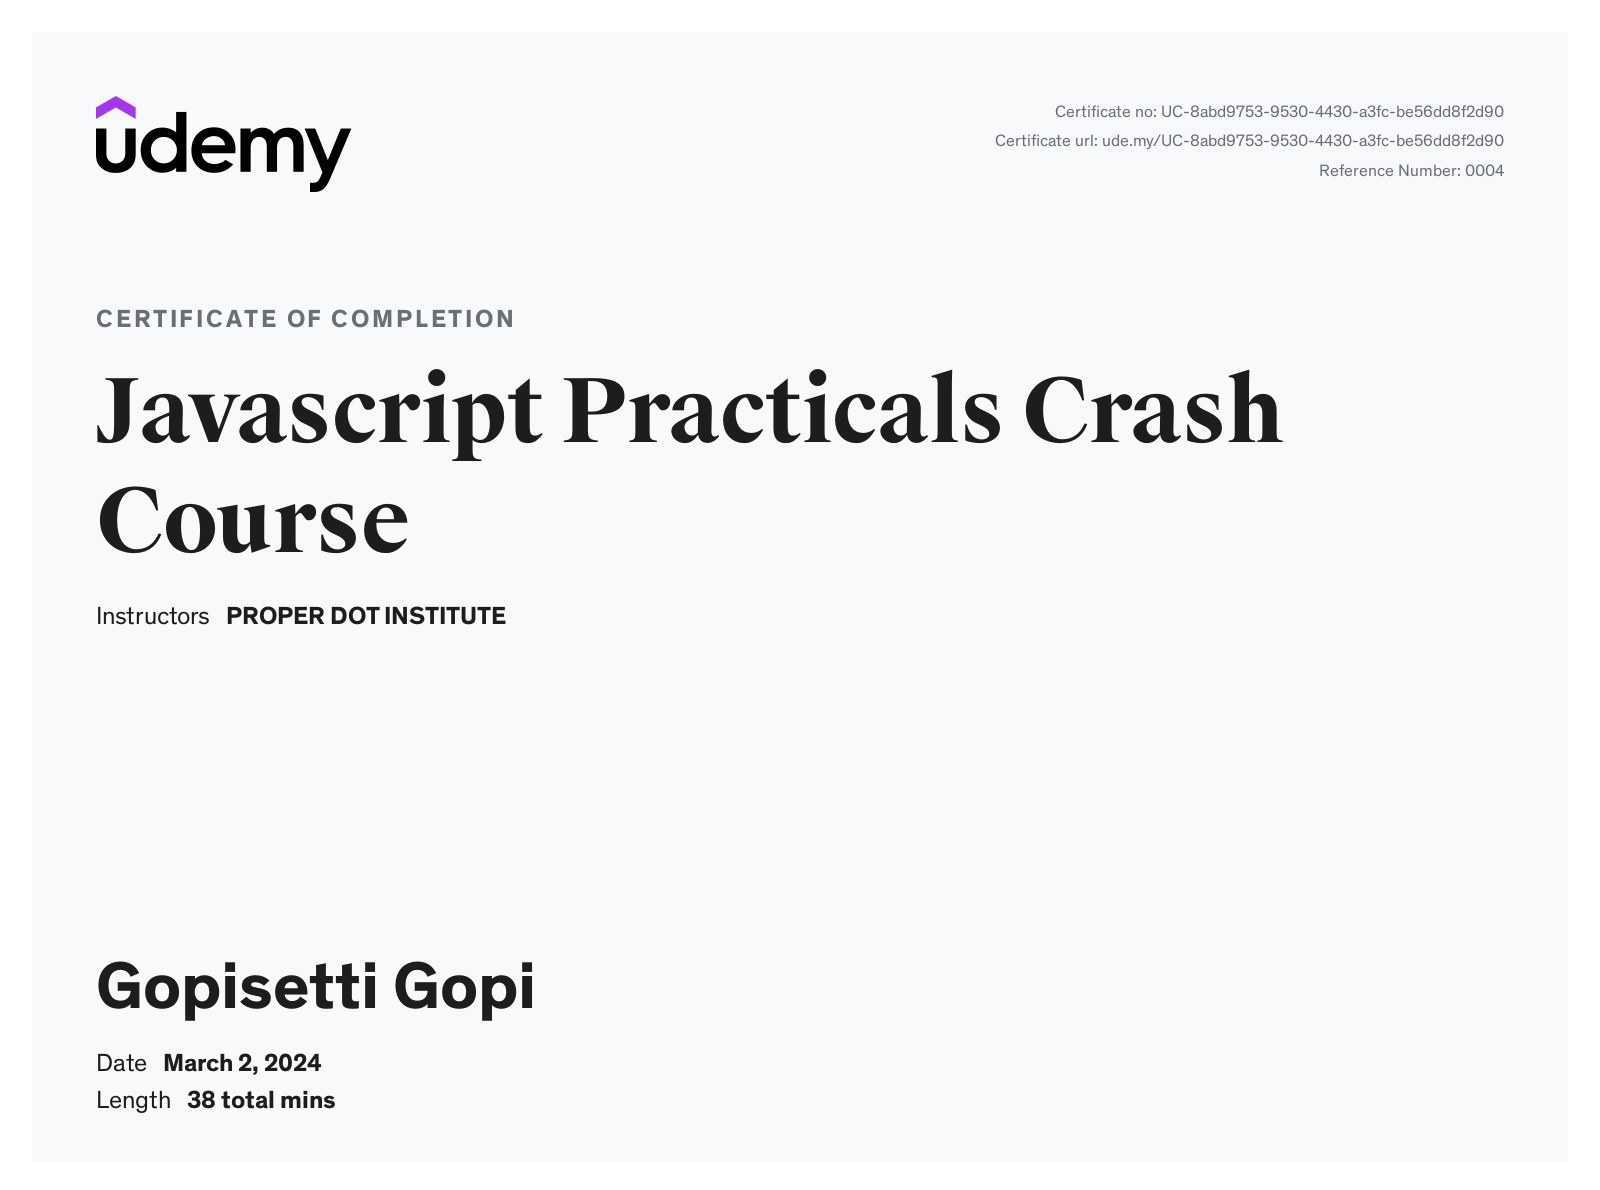 udemy
Certificate no: UC-8abd9753-9530-4430-a3fc-be56dd8f2d90
Certificate url: ude.my/UC-8abd9753-9530-4430-a3fc-be56dd8f2d90
Reference Number: 0004
CERTIFICATE OF COMPLETION
Javascript Practicals Crash
Course
Instructors PROPER DOT INSTITUTE
Gopisetti Gopi
Date March 2, 2024
Length 38 total mins